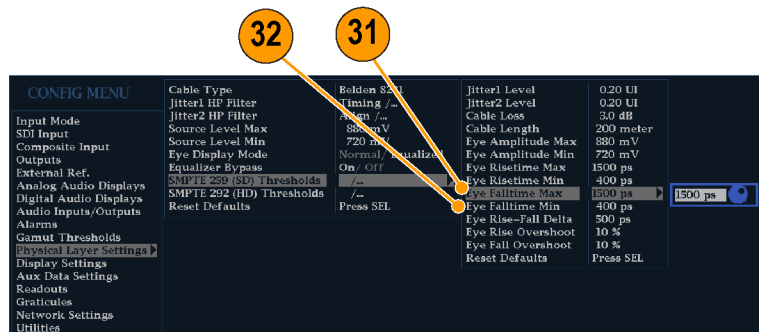 32
31
CONFIG MENU
Input Mode
SDI Input
Composite Input
Outputs
External Ref.
Analog Audio Displays
Digital Audio Displays
Audio Inputs/Outputs
Alarms
Gamut Thresholds
Physical Layer Settings
Display Settings
Aux Data Settings
Readouts
Graticules
Network Settings
Utilities
Cable Type Belden
Jitter1 HP Filter Timing /...
Jitter2 HP Filter /...
Source Level Max 880 mV
Source Level Min 720 mV
Eye Display Mode Normal/ Equalized
Equalizer Bypass On/ Off
SMPTE 259 (SD) Thresholds /...
SMPTE 292 (HD) Thresholds /...
Reset Defaults Press SEL
Jitter1 Level 0.20 UI
Jitter2 Level 0.20 UI
Cable Loss 3.0 dB
Cable Length 200 meter
Eye Amplitude Max 880 mV
Eye Amplitude Min 720 mV
Eye Risetime Max 1500 ps
Eye Risetime Min 400 ps
Eye Falltime Max 1500 ps
Eye Falltime Min 400 ps
Eye Rise-Fall Delta 500 ps
Eye Rise Overshoot 10 %
Eye Fall Overshoot 10 %
Reset Defaults Press SEL
1500 ps